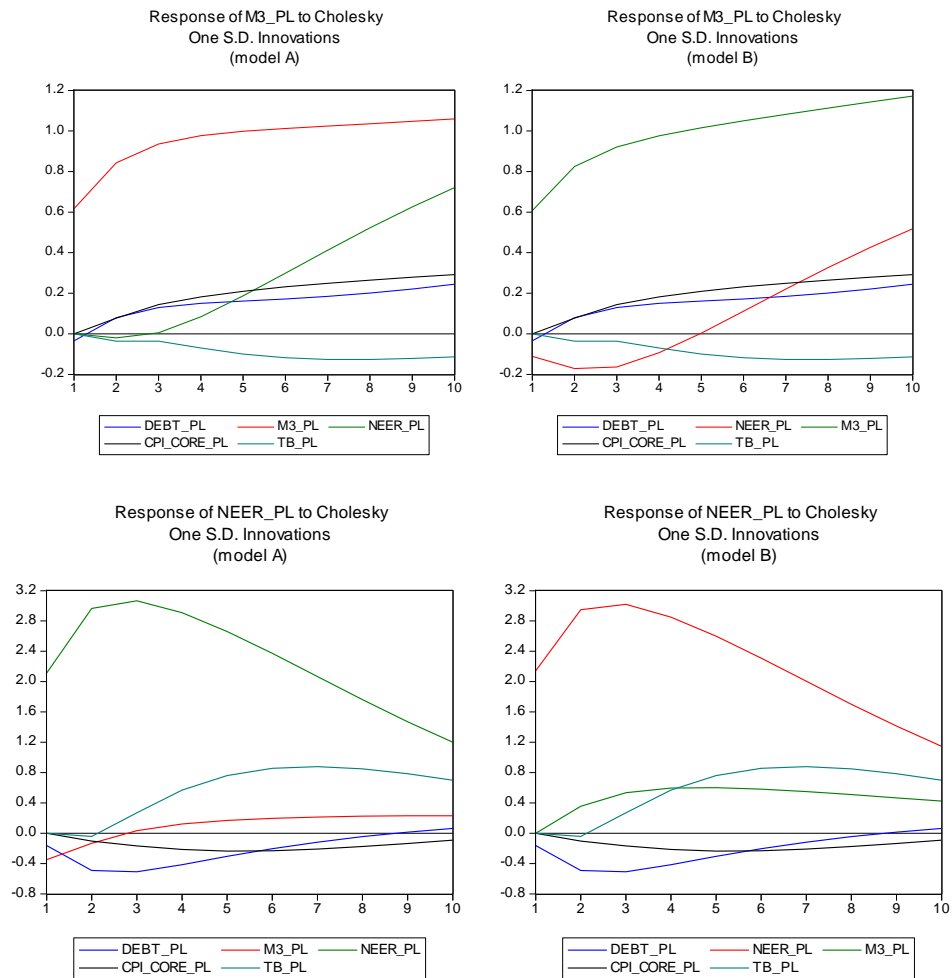 Response of M3_PL to Cholesky
One S.D. Innovations
(model A)
1.2
1.0
0.8
0.6
0.4
0.2
0.0
-0.2
1 2 3 4 5 6 7 8 9 10
DEBT_PL M3_PL NEER_PL
CPI_CORE_PL TB_PL
Response of M3_PL to Cholesky
One S.D. Innovations
(model B)
1.2
1.0
0.8
0.6
0.4
0.2
0.0
-0.2
1 2 3 4 5 6 7 8 9 10
DEBT_PL NEER_PL M3_PL
CPI_CORE_PL TB_PL
Response of NEER_PL to Cholesky
One S.D. Innovations
(model A)
3.2
2.8
2.4
2.0
1.6
1.2
0.8
0.4
0.0
-0.4
-0.8
1 2 3 4 5 6 7 8 9 10
DEBT_PL M3_PL NEER_PL
CPI_CORE_PL TB_PL
Response of NEER_PL to Cholesky
One S.D. Innovations
(model B)
3.2
2.8
2.4
2.0
1.6
1.2
0.8
0.4
0.0
-0.4
-0.8
1 2 3 4 5 6 7 8 9 10
DEBT_PL NEER_PL M3_PL
CPI_CORE_PL TB_PL